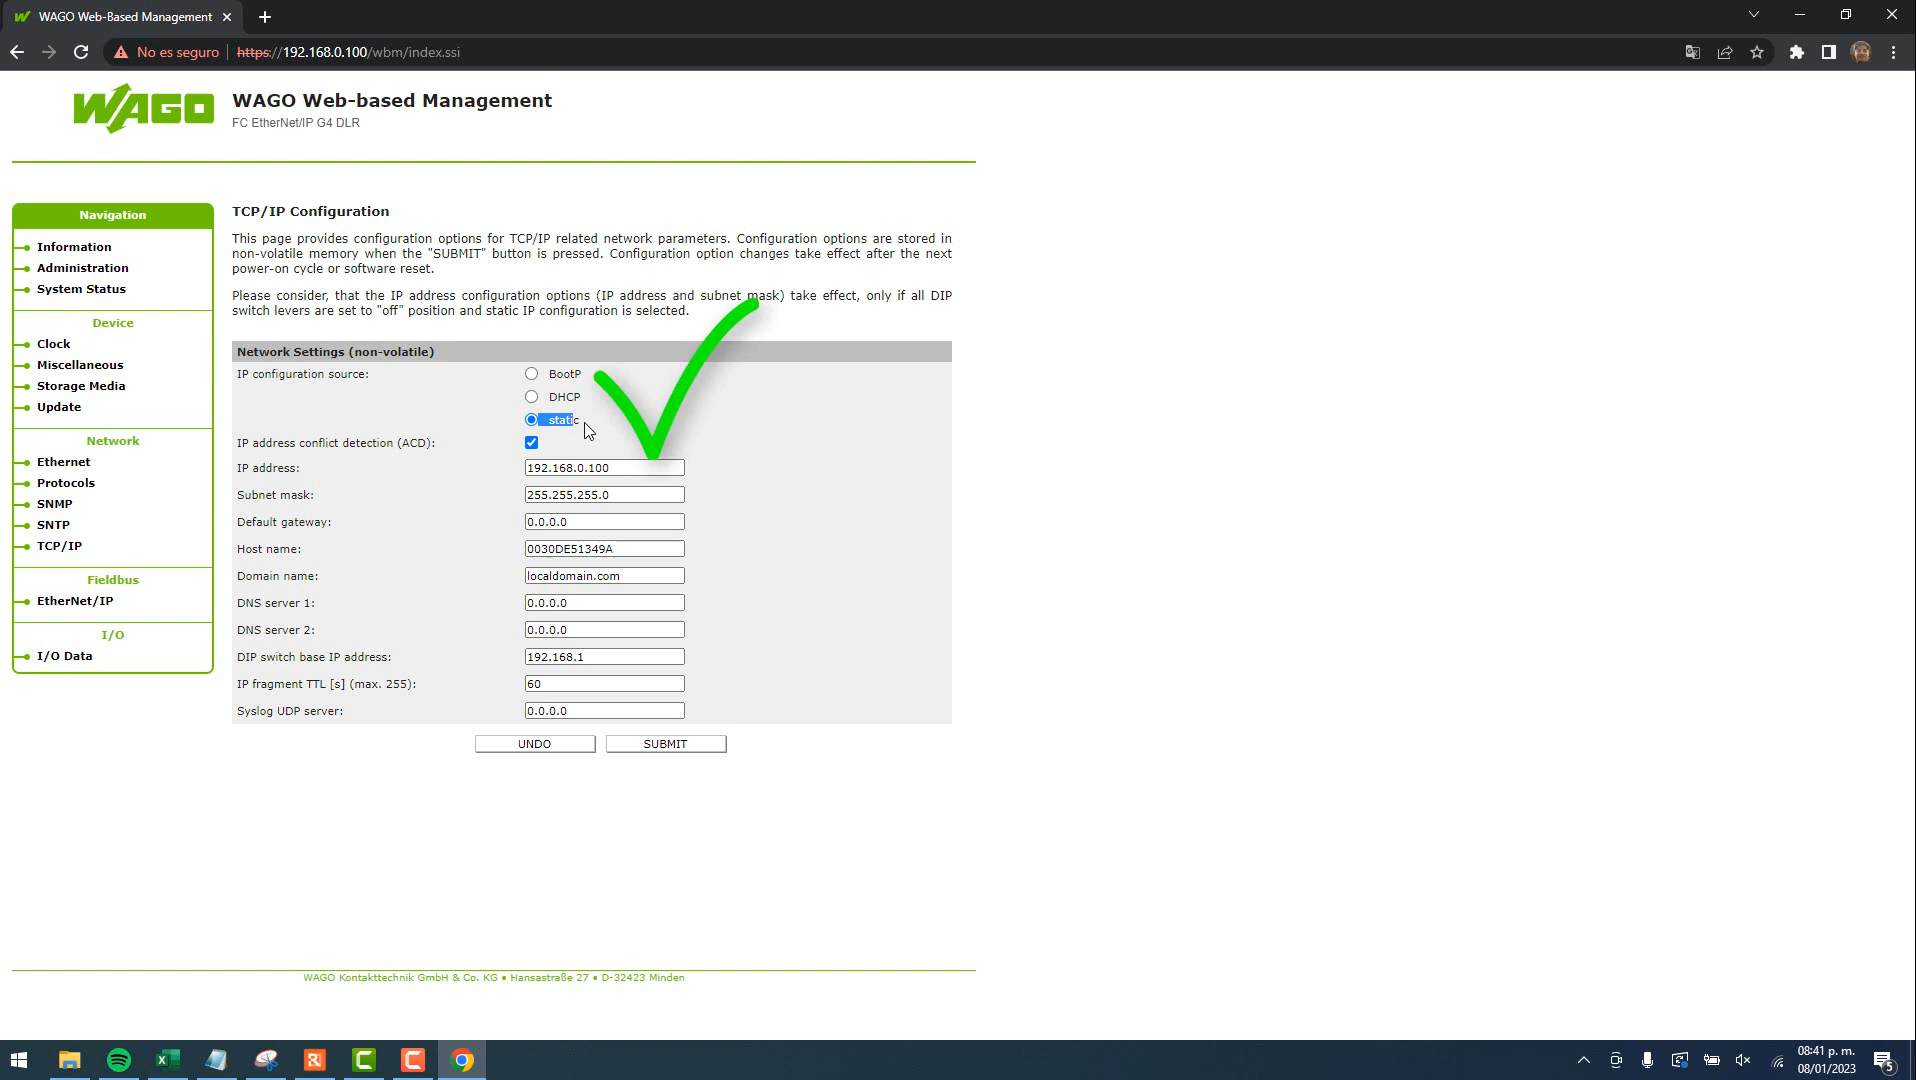 WAGO Web-Based Management
No es seguro
https://192.168.0.100/wbm/index.ssi
WAGO
WAGO Web-based Management
FC EtherNet/IP G4 DLR
Navigation
Information
Administration
System Status
Device
Clock
Miscellaneous
Storage Media
Update
Network
Ethernet
Protocols
SNMP
SNTP
TCP/IP
Fieldbus
EtherNet/IP
I/O
I/O Data
TCP/IP Configuration
This page provides configuration options for TCP/IP related network parameters. Configuration options are stored in
non-volatile memory when the "SUBMIT" button is pressed. Configuration option changes take effect after the next
power-on cycle or software reset.
Please consider, that the IP address configuration options (IP address and subnet mask) take effect, only if all DIP
switch levers are set to "off" position and static IP configuration is selected.
Network Settings (non-volatile)
IP configuration source: BootP
DHCP
static
IP address conflict detection (ACD):
IP address: 192.168.0.100
Subnet mask: 255.255.255.0
Default gateway: 0.0.0.0
Host name: 0030DE51349A
Domain name: localdomain.com
DNS server 1: 0.0.0.0
DNS server 2: 0.0.0.0
DIP switch base IP address: 192.168.1
IP fragment TTL [s] (max. 255): 60
Syslog UDP server: 0.0.0.0
UNDO SUBMIT
WAGO Kontakttechnik GmbH & Co. KG • Hansastraße 27 • D-32423 Minden
08:41 p. m.
08/01/2023
5